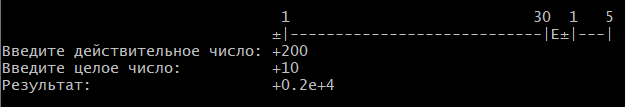 1 30 1 5
±|----------------------------|E±|---|
Введите действительное число: +200
Введите целое число: +10
Результат: +0.2e+4